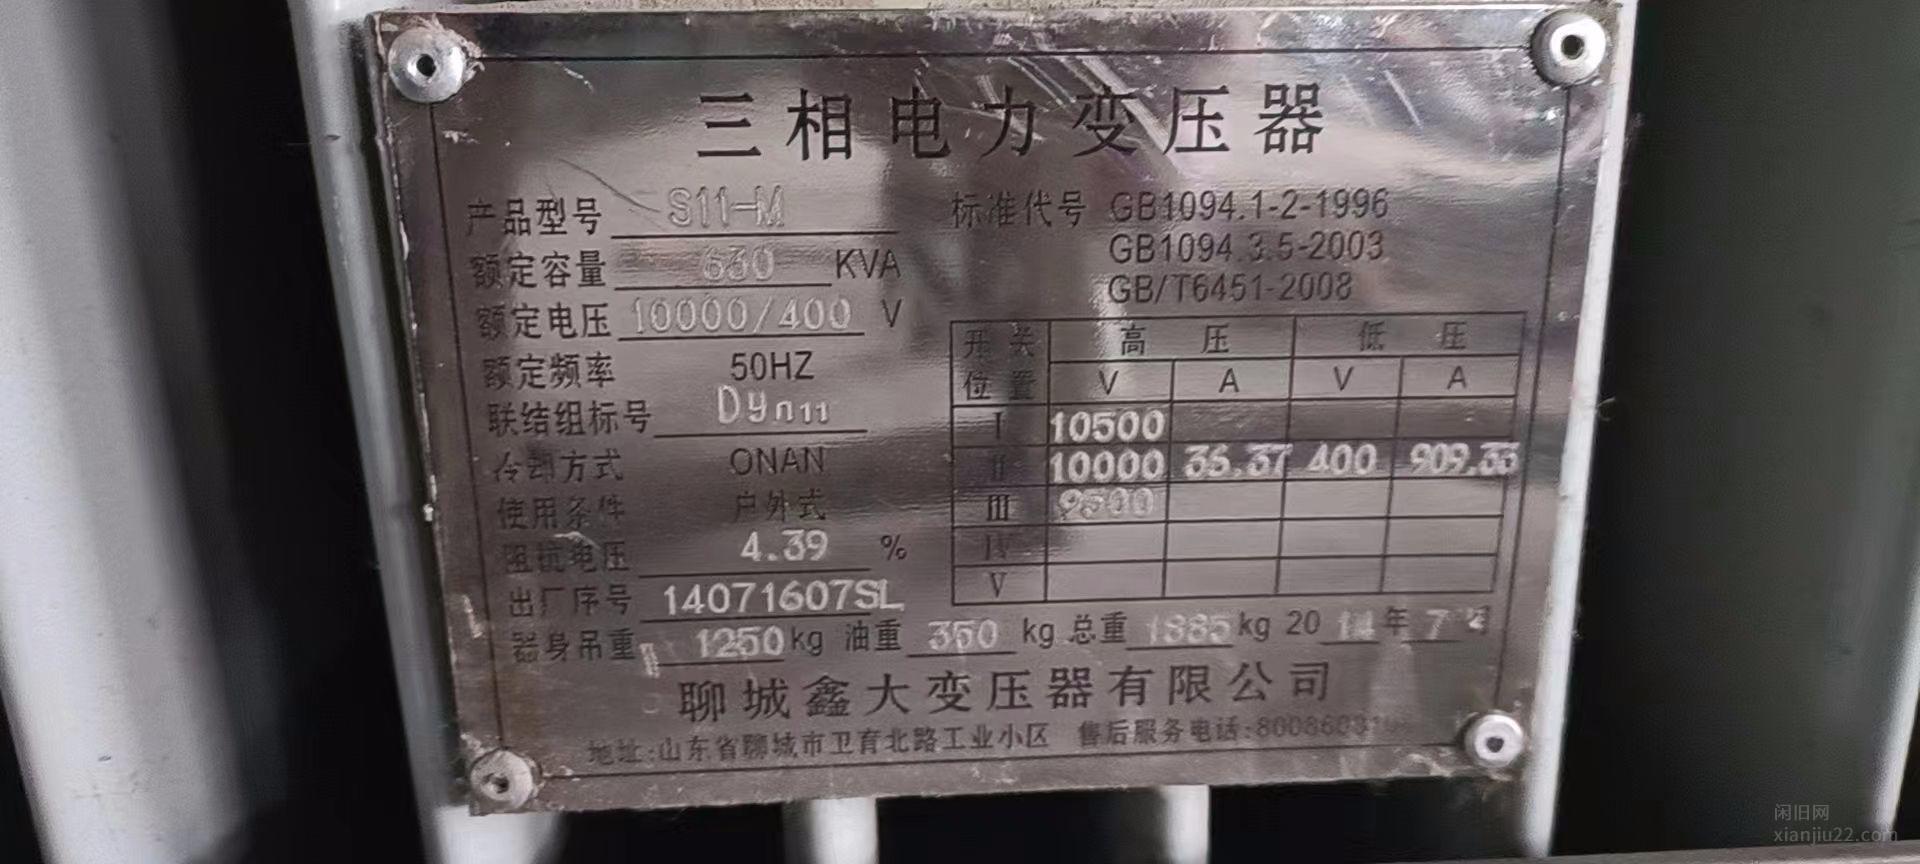 三相电力变压器
产品型号 S11-M
额定容量 630 KVA
额定电压 10000/400 V
额定频率 50HZ
联结组标号 Dyn11
冷却方式 ONAN
使用条件 户外式
阻抗电压 4.39 %
出厂序号 14071607SL
标准代号 GB1094.1-2-1996
GB1094.3.5-2003
GB/T6451-2008
开关 高压 低压
位置 V A V A
I 10500
II 10000 36.37 400 909.33
III 9500
IV
V
器身吊重 1250 kg 油重 350 kg 总重 1885 kg 2014年7月
聊城鑫大变压器有限公司
地址:山东省聊城市卫育北路工业小区 售后服务电话:
闲旧网
xianjiu22.com